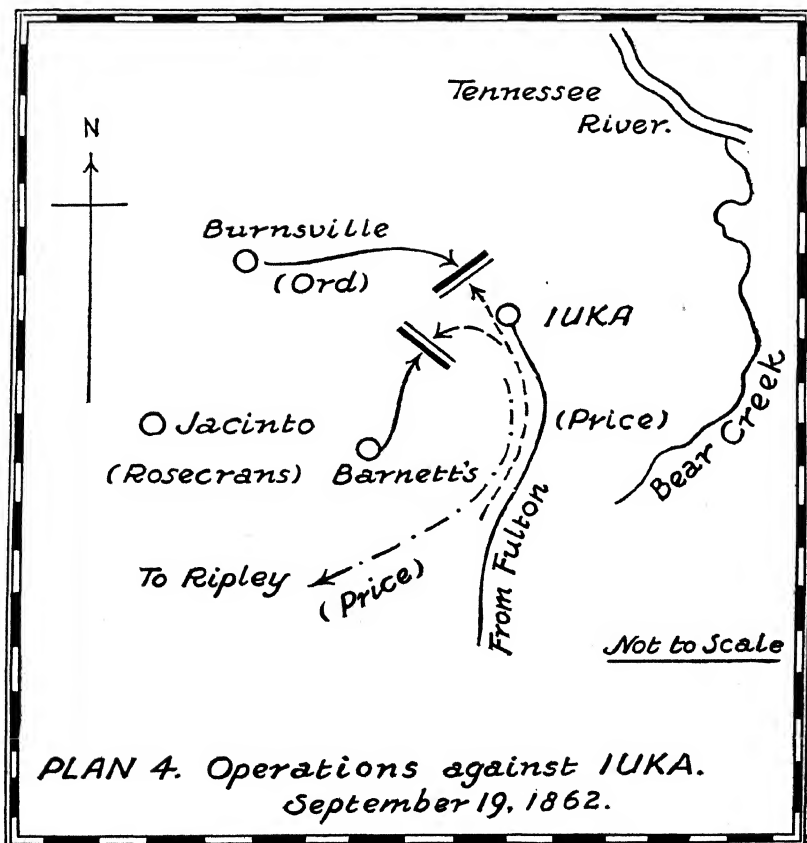 Tennessee
River.
N
Burnsville
(Ord)
IUKA
Jacinto
(Price)
(Rosecrans)
Barnett's
Bear Creek
To Ripley
(Price)
From Fulton
Not to Scale
PLAN 4. Operations against IUKA.
September 19, 1862.